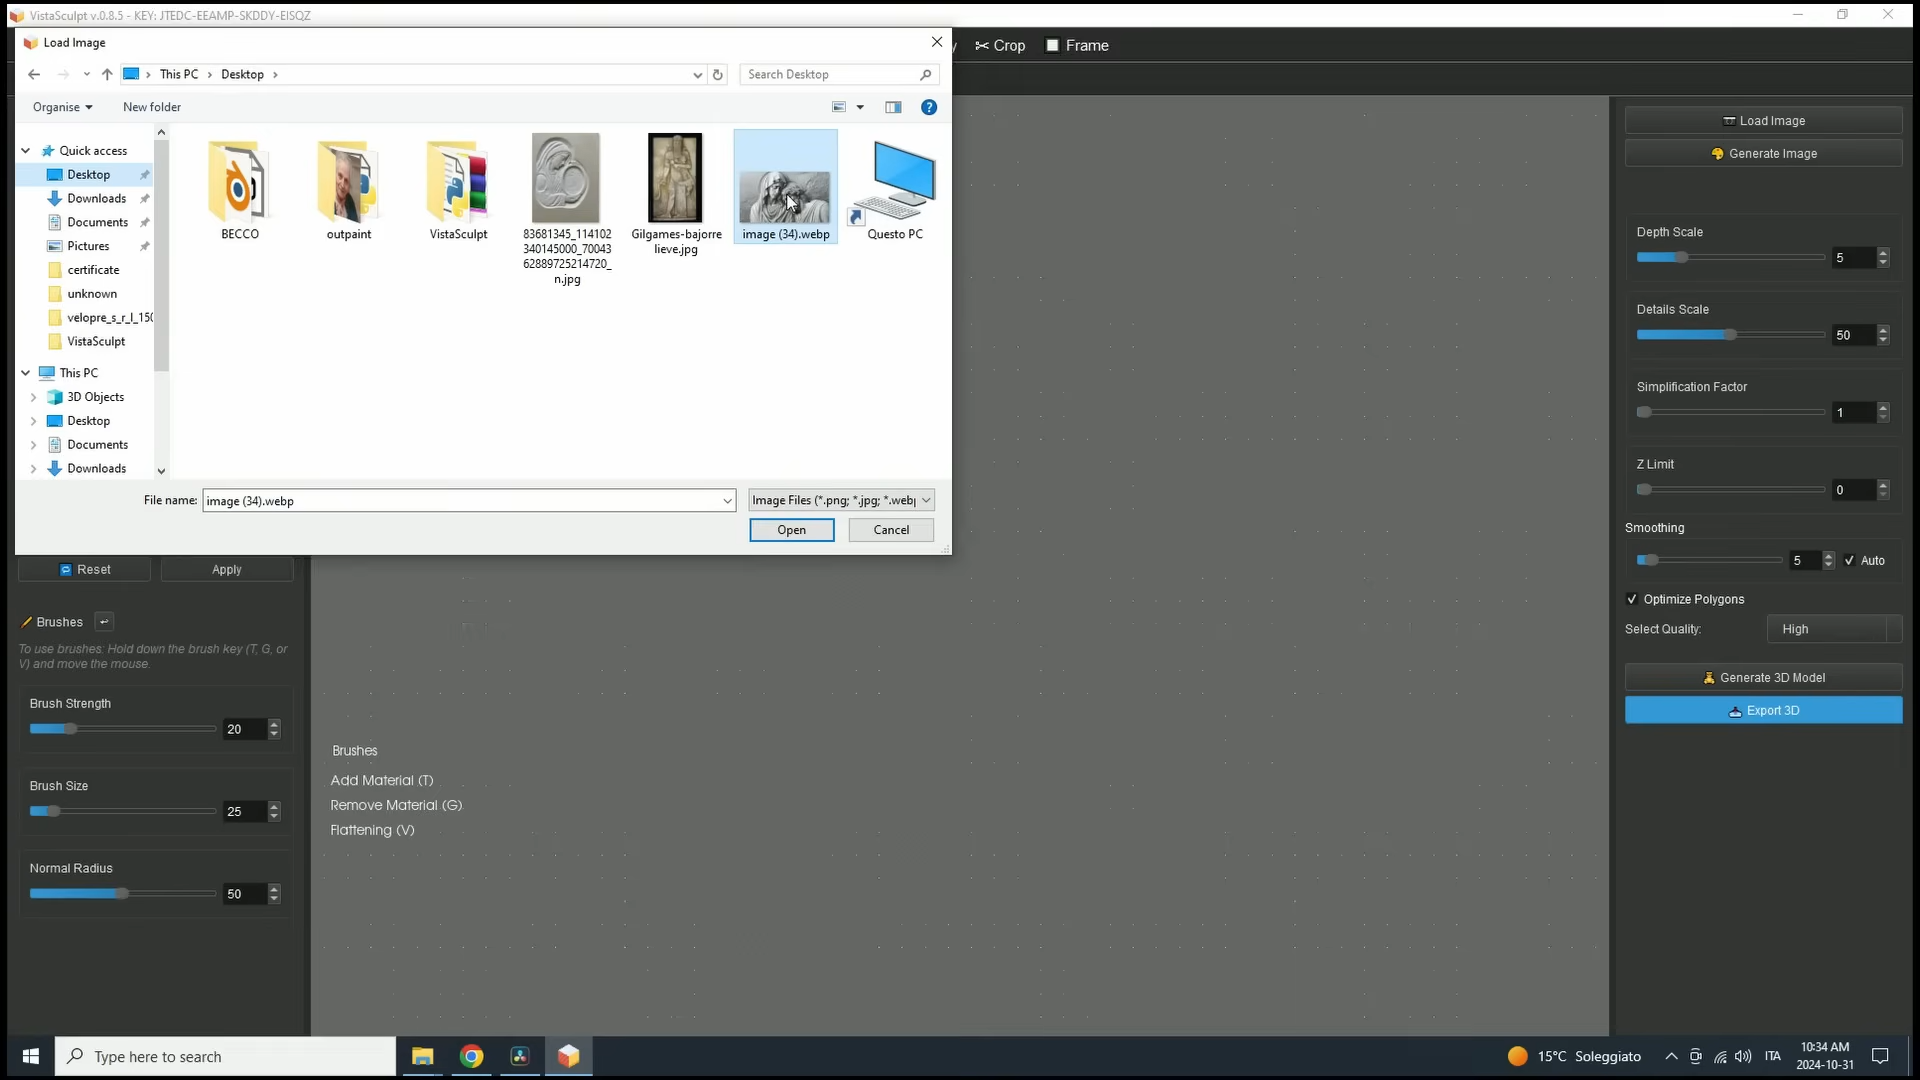 VistaSculpt v.0.8.5 - KEY: JTEDC-EEAMP-SKDDY-EISQZ
Load Image
This PC
Desktop
Search Desktop
Crop
Frame
Organise
New folder
Quick access
Desktop
Downloads
Documents
Pictures
certificate
unknown
velopre_s_r_l_150
VistaSculpt
This PC
3D Objects
Desktop
Documents
Downloads
BECCO
outpaint
VistaSculpt
83681345_114102
340145000_70043
62889725214720_
n.jpg
Gilgames-bajorre
lieve.jpg
image (34).webp
Questo PC
File name:
image (34).webp
Image Files (*.png; *.jpg; *.webp
Open
Cancel
Reset
Apply
Brushes
To use brushes: Hold down the brush key (T, G, or
V) and move the mouse.
Brush Strength
20
Brush Size
25
Normal Radius
50
Brushes
Add Material (T)
Remove Material (G)
Flattening (V)
Load Image
Generate Image
Depth Scale
5
Details Scale
50
Simplification Factor
1
Z Limit
0
Smoothing
5
Auto
Optimize Polygons
Select Quality:
High
Generate 3D Model
Export 3D
Type here to search
15°C Soleggiato
ITA
10:34 AM
2024-10-31